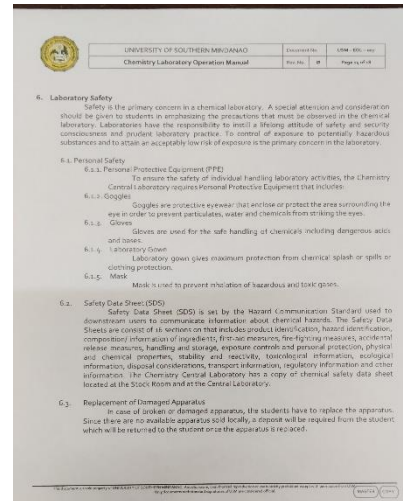 UNIVERSITY OF SOUTHERN MINDANAO
Document No.
USM - EDL - 007
Chemistry Laboratory Operation Manual
Rev. No.
Page 15 of 18
6. Laboratory Safety
Safety is the primary concern in a chemical laboratory. A special attention and consideration
should be given to students in emphasizing the precautions that must be observed in the chemical
laboratory. Laboratories have the responsibility to instill a lifelong attitude of safety and security
consciousness and prudent laboratory practice. To control of exposure to potentially hazardous
substances and to attain an acceptably low risk of exposure is the primary concern in the laboratory.
6.1. Personal Safety
6.1.1. Personal Protective Equipment (PPE)
To ensure the safety of individual handling laboratory activities, the Chemistry
Central Laboratory requires Personal Protective Equipment that includes:
6.1.2. Goggles
Goggles are protective eyewear that enclose or protect the area surrounding the
eye in order to prevent particulates, water and chemicals from striking the eyes.
6.1.3. Gloves
Gloves are used for the safe handling of chemicals including dangerous acids
and bases.
6.1.4. Laboratory Gown
Laboratory gown gives maximum protection from chemical splash or spills or
clothing protection.
6.1.5. Mask
Mask is used to prevent inhalation of hazardous and toxic gases.
6.2. Safety Data Sheet (SDS)
Safety Data Sheet (SDS) is set by the Hazard Communication Standard used to
downstream users to communicate information about chemical hazards. The Safety Data
Sheets are consist of 16 sections on that includes product identification, hazard identification,
composition/ information of ingredients, first-aid measures, fire-fighting measures, accidental
release measures, handling and storage, exposure controls and personal protection, physical
and chemical properties, stability and reactivity, toxicological information, ecological
information, disposal considerations, transport information, regulatory information and other
information. The Chemistry Central Laboratory has a copy of chemical safety data sheet
located at the Stock Room and at the Central Laboratory.
6.3. Replacement of Damaged Apparatus
In case of broken or damaged apparatus, the students have to replace the apparatus.
Since there are no available apparatus sold locally, a deposit will be required from the student
which will be returned to the student once the apparatus is replaced.
MASTER COPY